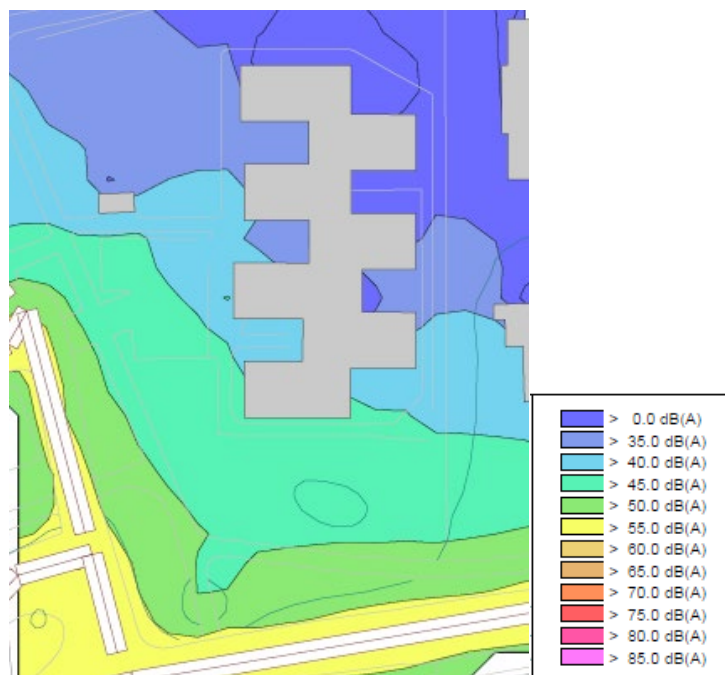 > 0.0 dB(A)
> 35.0 dB(A)
> 40.0 dB(A)
> 45.0 dB(A)
> 50.0 dB(A)
> 55.0 dB(A)
> 60.0 dB(A)
> 65.0 dB(A)
> 70.0 dB(A)
> 75.0 dB(A)
> 80.0 dB(A)
> 85.0 dB(A)